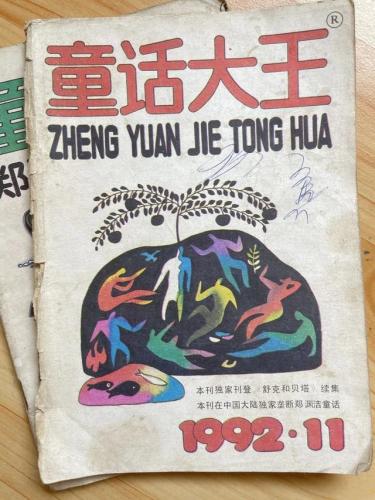 童话大王
®
ZHENG YUAN JIE TONG HUA
郑
本刊独家刊登 舒克和贝塔 续集
本刊在中国大陆独家垄断郑渊洁童话
1992·11